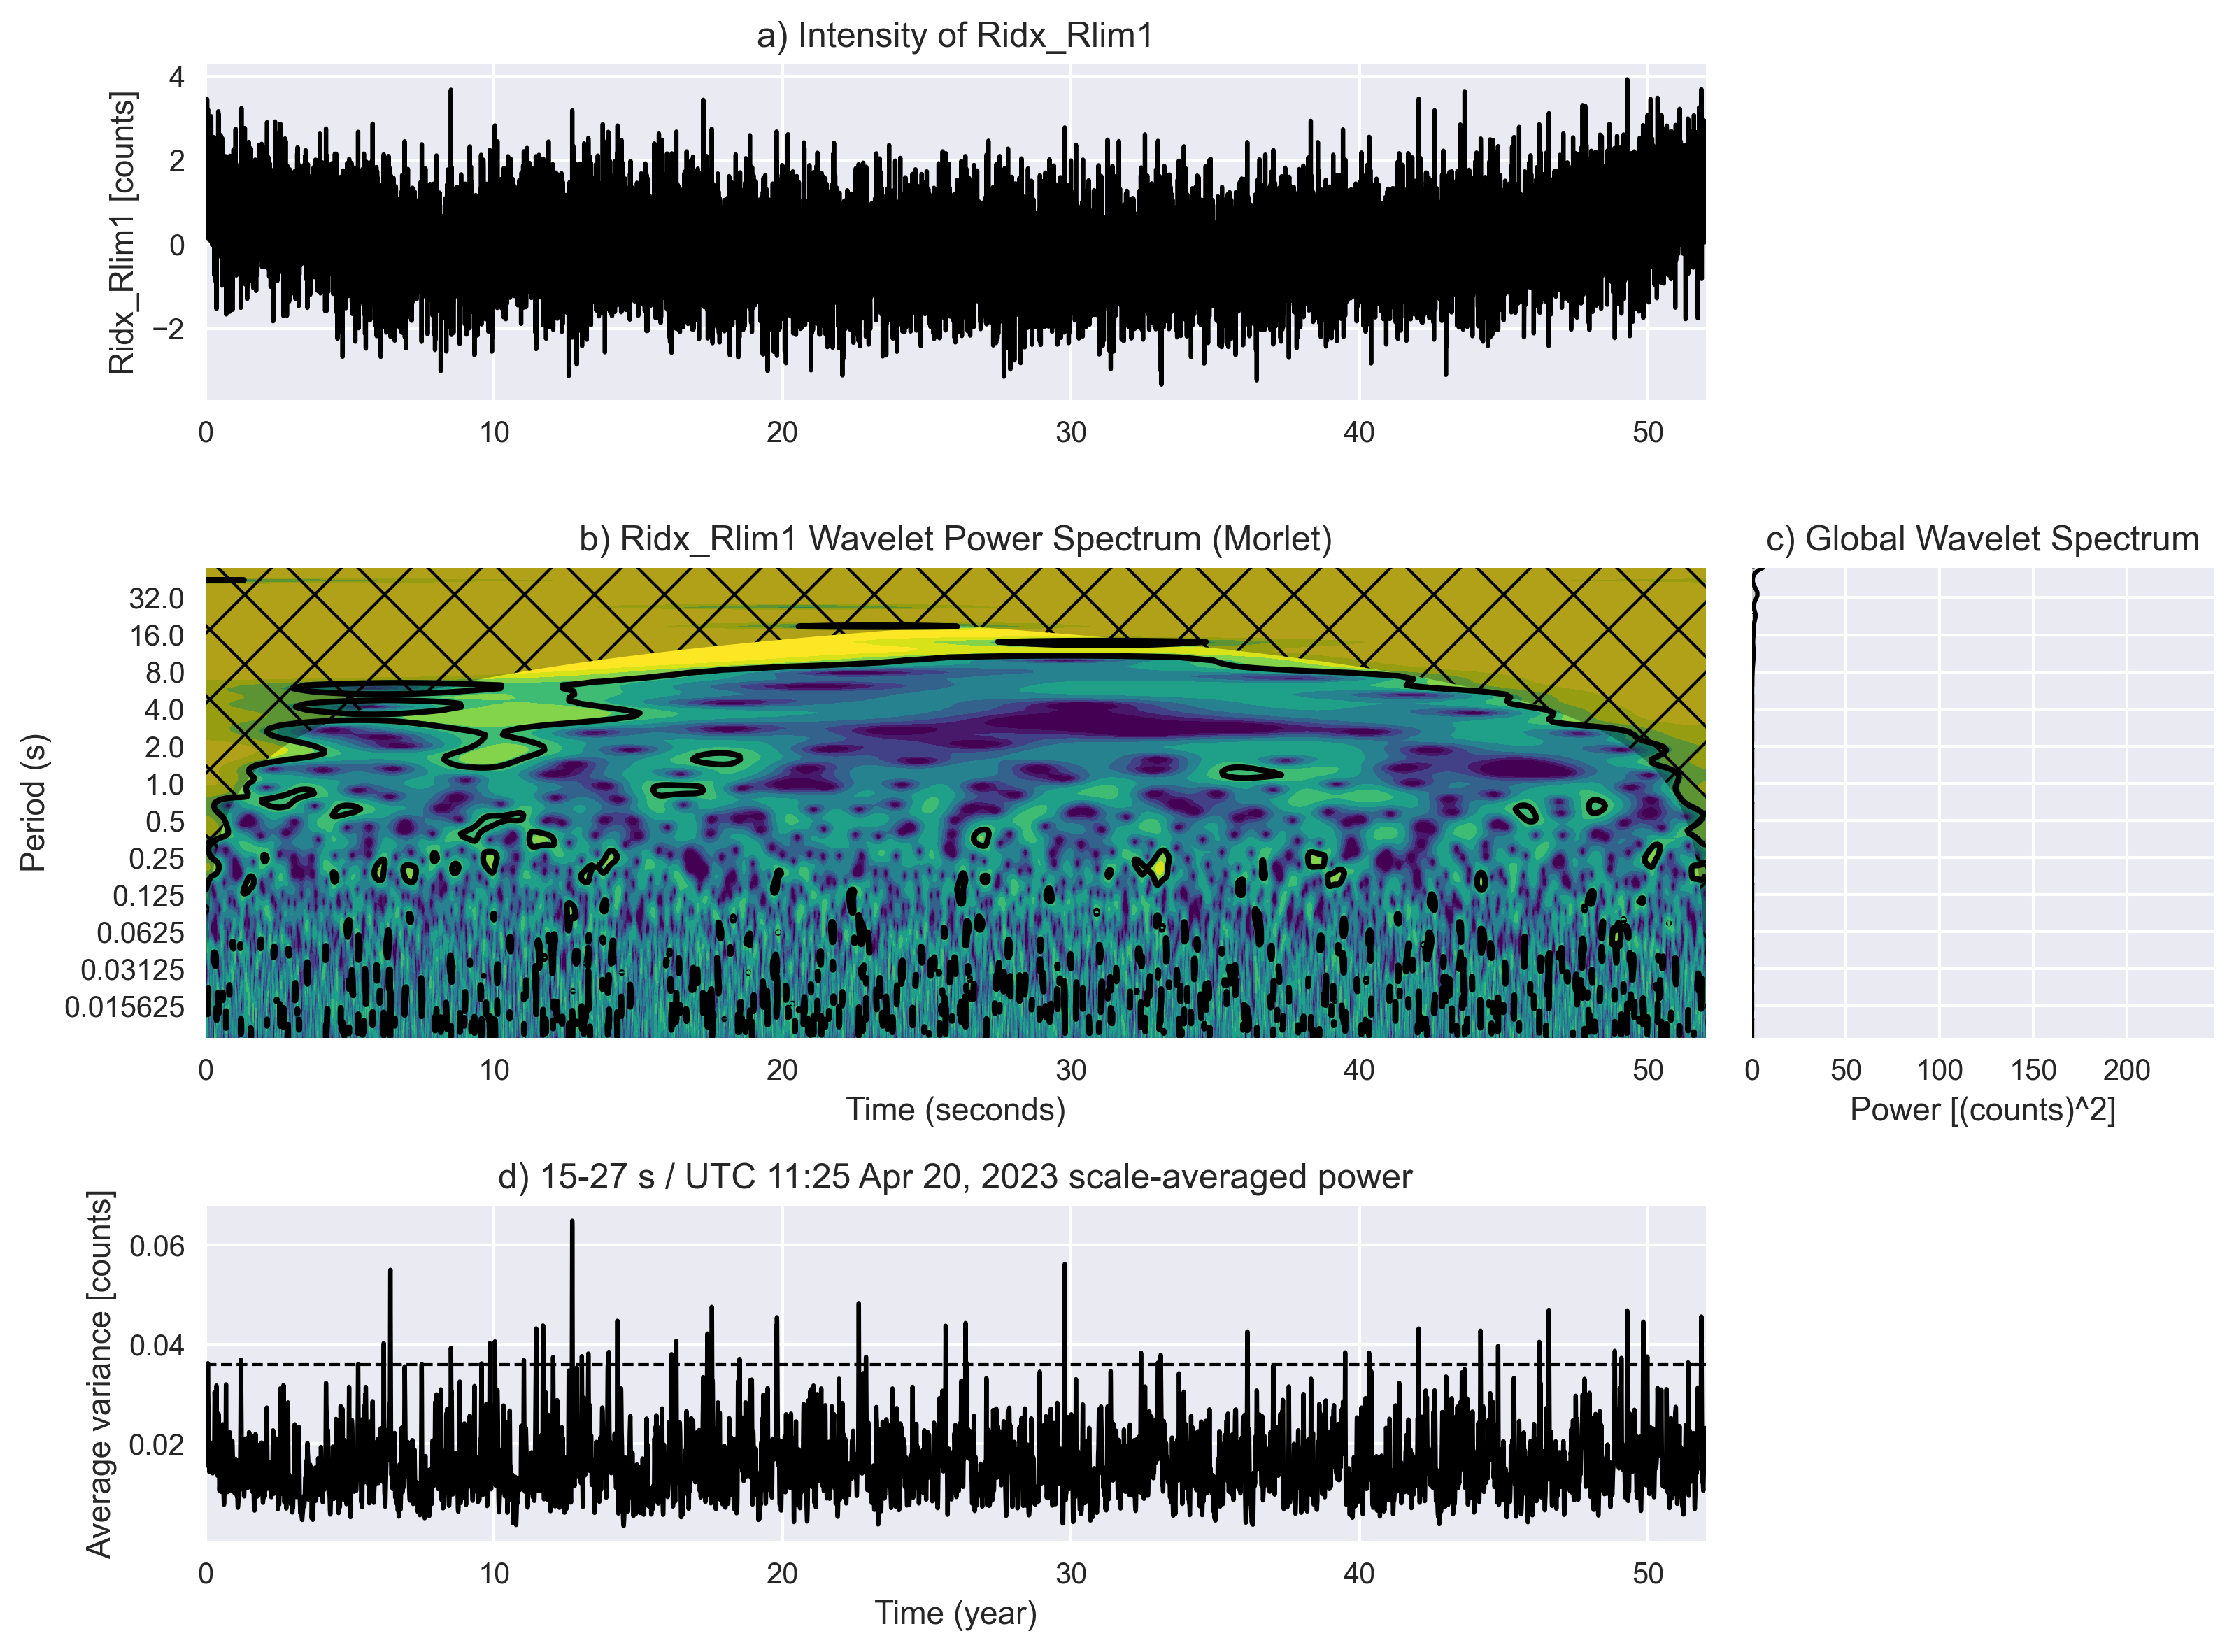 a) Intensity of Ridx_Rlim1
Ridx_Rlim1 [counts]
4
2
0
−2
0 10 20 30 40 50
b) Ridx_Rlim1 Wavelet Power Spectrum (Morlet)
Period (s)
32.0
16.0
8.0
4.0
2.0
1.0
0.5
0.25
0.125
0.0625
0.03125
0.015625
0 10 20 30 40 50
Time (seconds)
c) Global Wavelet Spectrum
0 50 100 150 200
Power [(counts)^2]
d) 15-27 s / UTC 11:25 Apr 20, 2023 scale-averaged power
Average variance [counts]
0.06
0.04
0.02
0 10 20 30 40 50
Time (year)